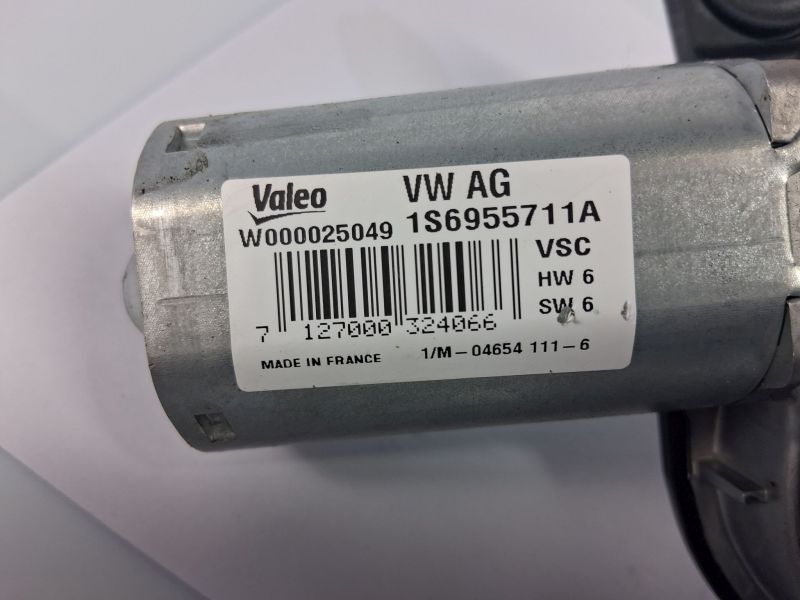 Valeo VW AG
W000025049 1S6955711A
VSC
HW 6
SW 6
7 127000 324066
MADE IN FRANCE 1/M-04654 111-6